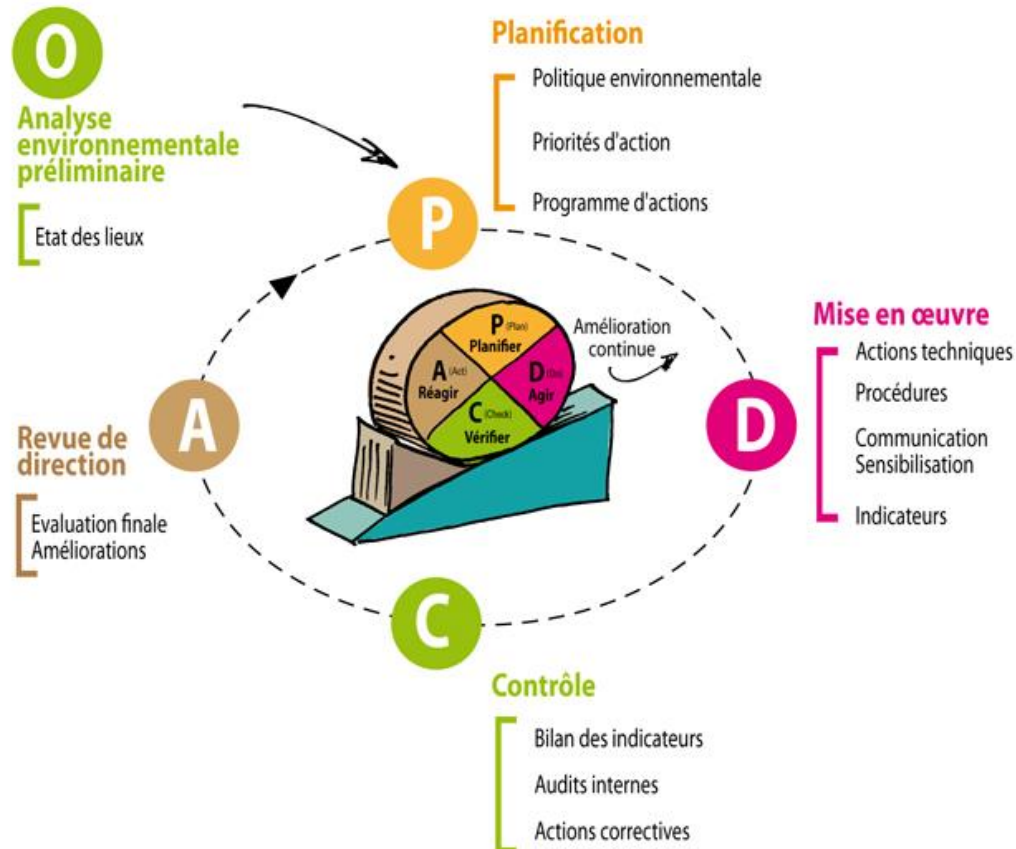 O
Analyse
environnementale
préliminaire
Etat des lieux
Planification
Politique environnementale
Priorités d'action
Programme d'actions
P
P (Plan)
Planifier
A (Act)
Réagir
D (Do)
Agir
C (Check)
Vérifier
Amélioration
continue
Mise en œuvre
Actions techniques
Procédures
Communication
Sensibilisation
Indicateurs
D
A
Revue de
direction
Evaluation finale
Améliorations
C
Contrôle
Bilan des indicateurs
Audits internes
Actions correctives